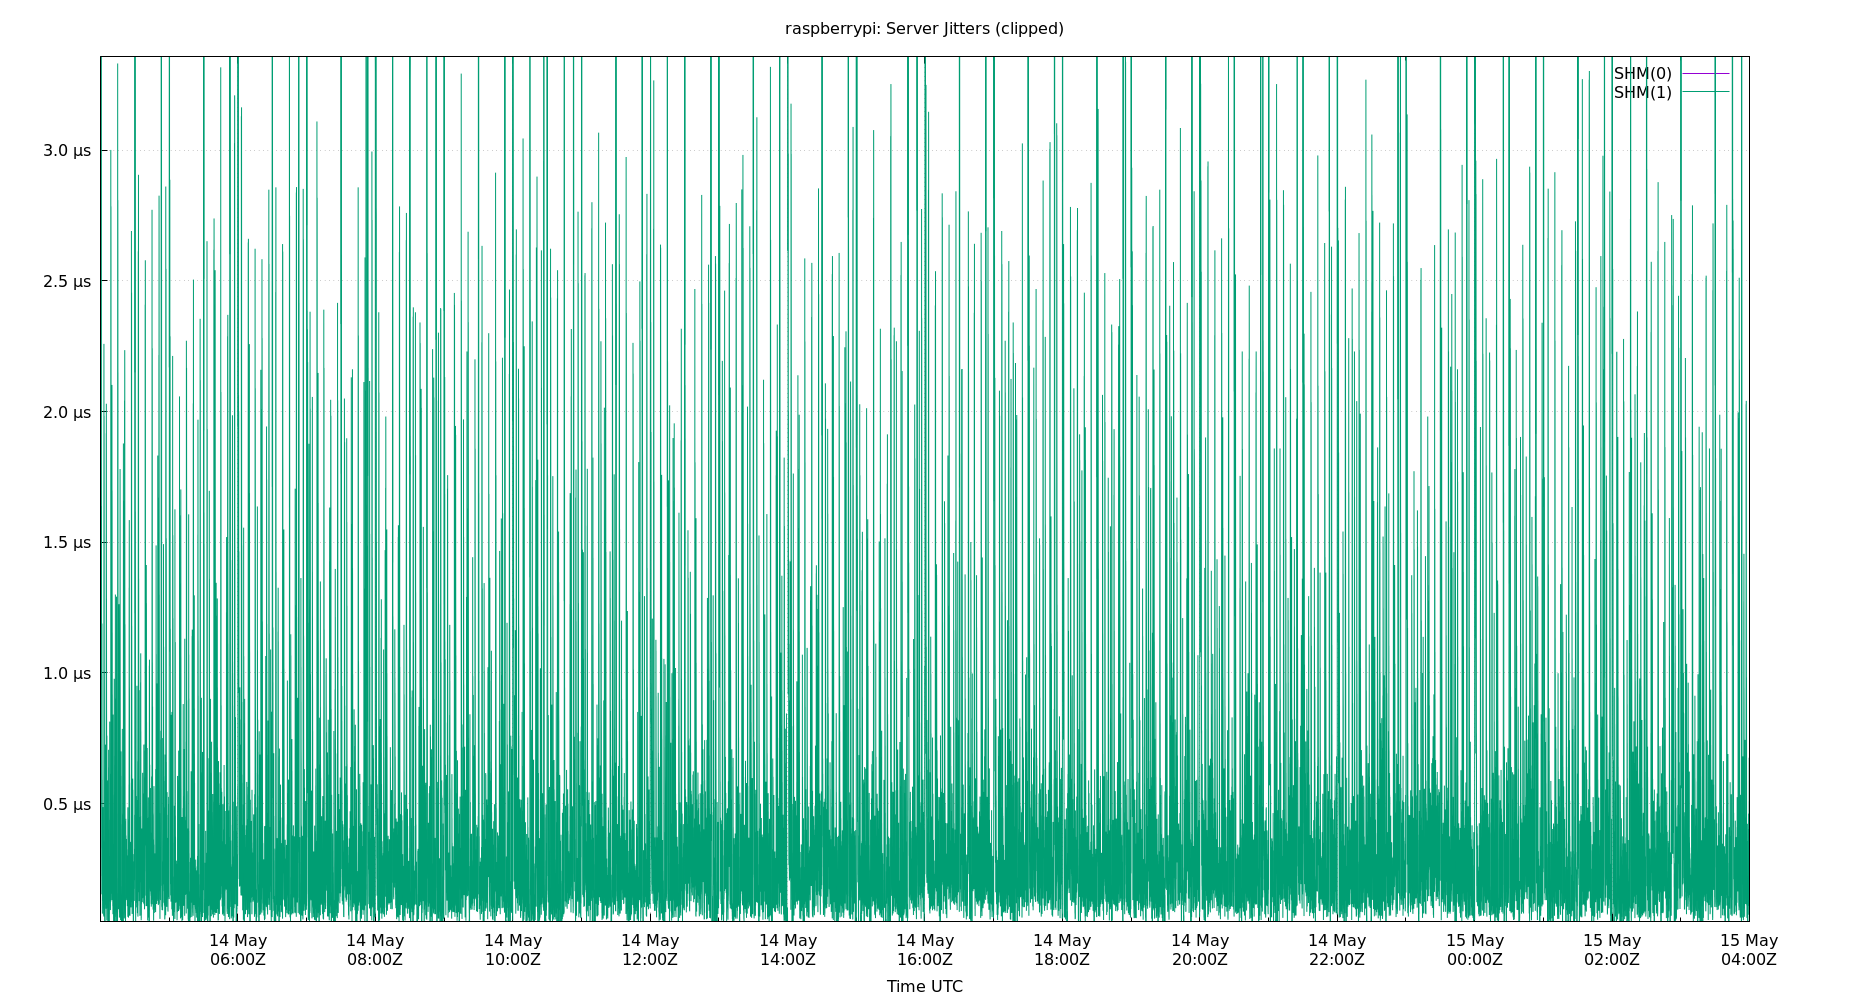 raspberrypi: Server Jitters (clipped)
SHM(0)
SHM(1)
3.0 µs
2.5 µs
2.0 µs
1.5 µs
1.0 µs
0.5 µs
14 May 14 May 14 May 14 May 14 May 14 May 14 May 14 May 14 May 15 May 15 May 15 May
06:00Z 08:00Z 10:00Z 12:00Z 14:00Z 16:00Z 18:00Z 20:00Z 22:00Z 00:00Z 02:00Z 04:00Z
Time UTC